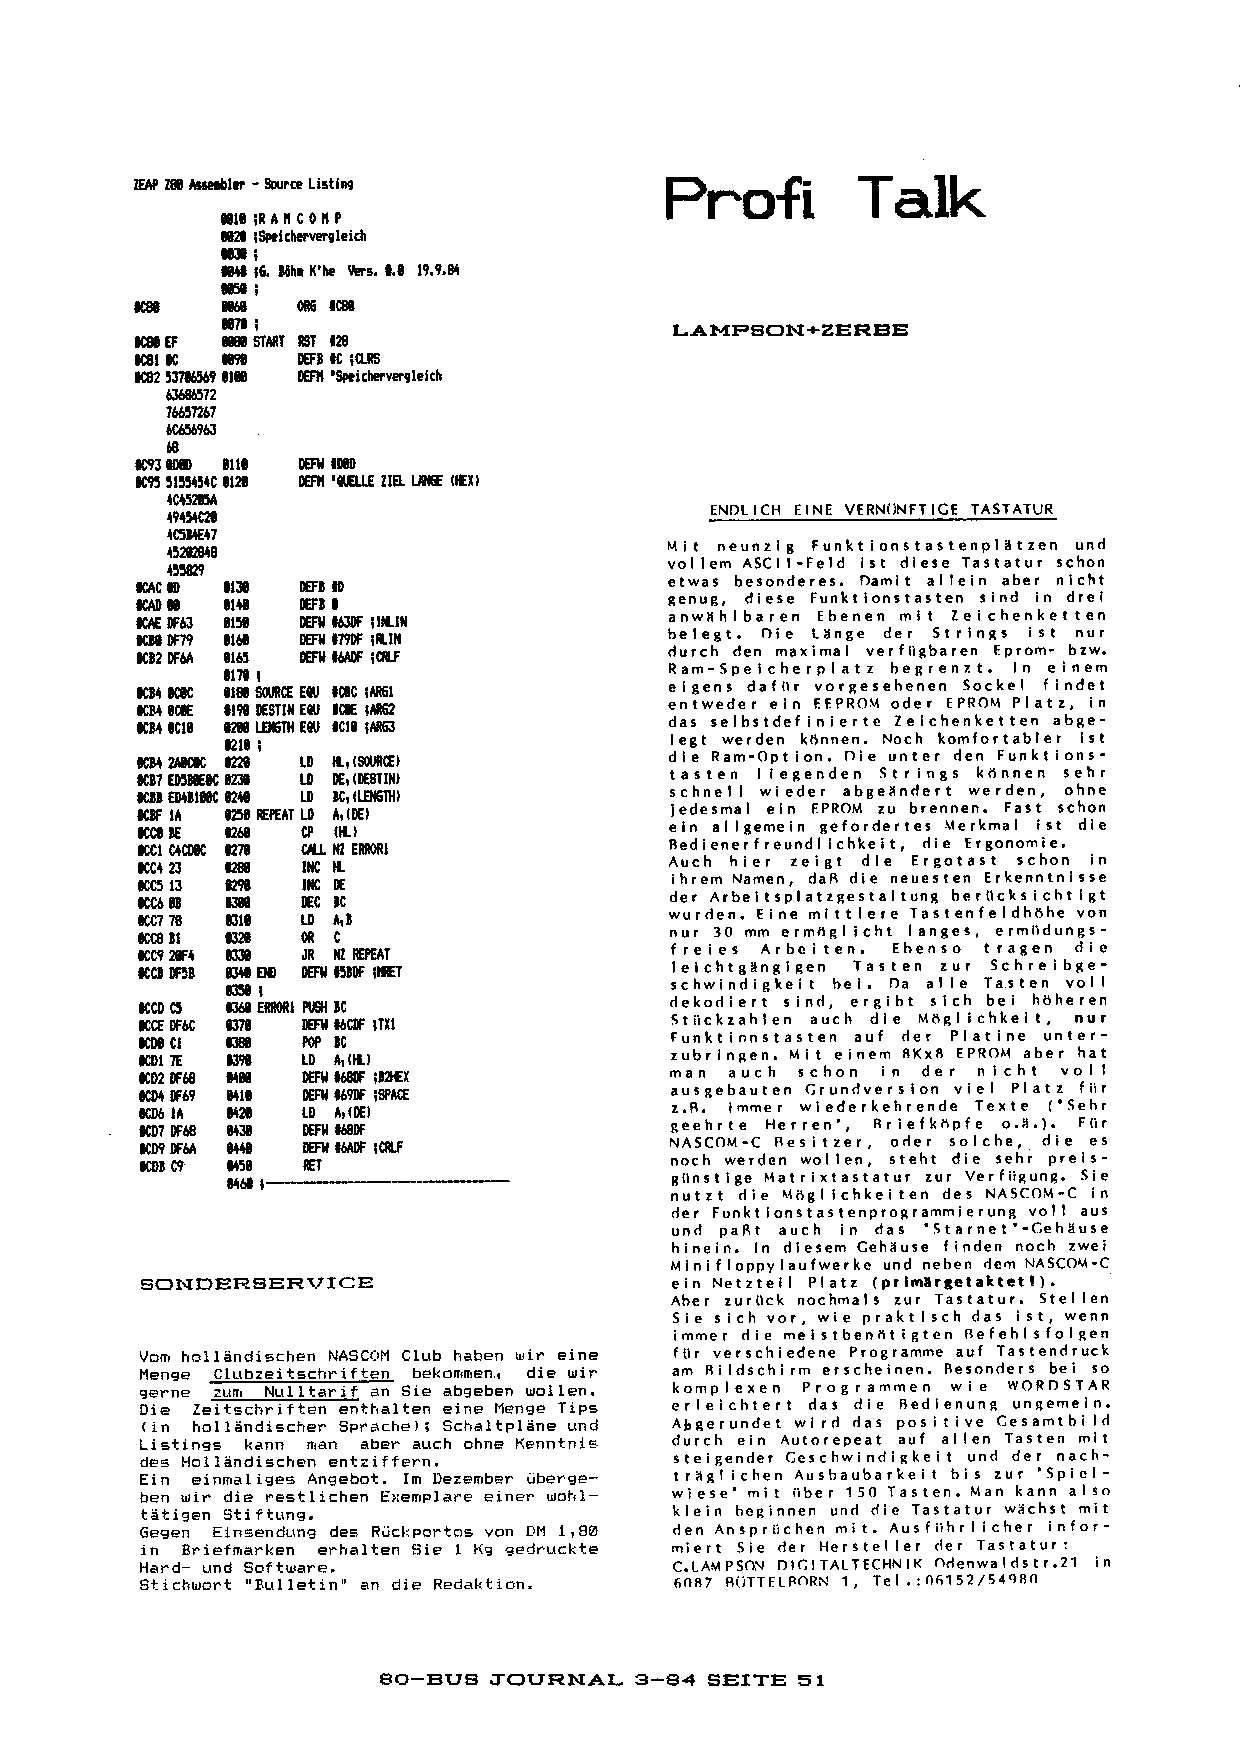 ZEAP Z80 Assembler - Source Listing
0010 ;R A M C O M P
0020 ;Speichervergleich
0030 ;
0040 ;G. Böhm K'he Vers. 0.0 19.9.84
0050 ;
0C80 0060 ORG #0C80
0070 ;
0C80 EF 0080 START RST #28
0C81 0C 0090 DEFB #C ;CLRS
0C82 53706569 0100 DEFM "Speichervergleich
63686572
76657267
6C656963
68
0C93 0D0D 0110 DEFW #D0D
0C95 5155454C 0120 DEFM "QUELLE ZIEL LANGE (HEX)
4C45205A
49454C20
4C5B4E47
45202848
455829
0CAC 0D 0130 DEFB #D
0CAD 00 0140 DEFB 0
0CAE DF63 0150 DEFW #63DF ;INLIN
0CB0 DF79 0160 DEFW #79DF ;RLIN
0CB2 DF6A 0165 DEFW #6ADF ;CRLF
0170 ;
0CB4 0C0C 0180 SOURCE EQU #C0C ;ARG1
0CB4 0C0E 0190 DESTIN EQU #C0E ;ARG2
0CB4 0C10 0200 LENGTH EQU #C10 ;ARG3
0210 ;
0CB4 2A0C0C 0220 LD HL,(SOURCE)
0CB7 ED5B0E0C 0230 LD DE,(DESTIN)
0CBB ED4B100C 0240 LD BC,(LENGTH)
0CBF 1A 0250 REPEAT LD A,(DE)
0CC0 BE 0260 CP (HL)
0CC1 C4CD0C 0270 CALL NZ ERROR1
0CC4 23 0280 INC HL
0CC5 13 0290 INC DE
0CC6 0B 0300 DEC BC
0CC7 78 0310 LD A,B
0CC8 B1 0320 OR C
0CC9 20F4 0330 JR NZ REPEAT
0CCB DF5B 0340 END DEFW #5BDF ;MRET
0350 ;
0CCD C5 0360 ERROR1 PUSH BC
0CCE DF6C 0370 DEFW #6CDF ;TX1
0CD0 C1 0380 POP BC
0CD1 7E 0390 LD A,(HL)
0CD2 DF68 0400 DEFW #68DF ;B2HEX
0CD4 DF69 0410 DEFW #69DF ;SPACE
0CD6 1A 0420 LD A,(DE)
0CD7 DF68 0430 DEFW #68DF
0CD9 DF6A 0440 DEFW #6ADF ;CRLF
0CDB C9 0450 RET
0460 ;------------------------------
SONDERSERVICE
Vom holländischen NASCOM Club haben wir eine
Menge Clubzeitschriften bekommen, die wir
gerne zum Nulltarif an Sie abgeben wollen.
Die Zeitschriften enthalten eine Menge Tips
(in holländischer Sprache); Schaltpläne und
Listings kann man aber auch ohne Kenntnis
des Holländischen entziffern.
Ein einmaliges Angebot. Im Dezember überge-
ben wir die restlichen Exemplare einer wohl-
tätigen Stiftung.
Gegen Einsendung des Rückportos von DM 1,80
in Briefmarken erhalten Sie 1 Kg gedruckte
Hard- und Software.
Stichwort "Bulletin" an die Redaktion.
Profi Talk
LAMPSON+ZERBE
ENDLICH EINE VERNÜNFTIGE TASTATUR
Mit neunzig Funktionstastenplätzen und
vollem ASCII-Feld ist diese Tastatur schon
etwas besonderes. Damit allein aber nicht
genug, diese Funktionstasten sind in drei
anwählbaren Ebenen mit Zeichenketten
belegt. Die Länge der Strings ist nur
durch den maximal verfügbaren Eprom- bzw.
Ram-Speicherplatz begrenzt. In einem
eigens dafür vorgesehenen Sockel findet
entweder ein EEPROM oder EPROM Platz, in
das selbstdefinierte Zeichenketten abge-
legt werden können. Noch komfortabler ist
die Ram-Option. Die unter den Funktions-
tasten liegenden Strings können sehr
schnell wieder abgeändert werden, ohne
jedesmal ein EPROM zu brennen. Fast schon
ein allgemein gefordertes Merkmal ist die
Bedienerfreundlichkeit, die Ergonomie.
Auch hier zeigt die Ergotast schon in
ihrem Namen, daß die neuesten Erkenntnisse
der Arbeitsplatzgestaltung berücksichtigt
wurden. Eine mittlere Tastenfeldhöhe von
nur 30 mm ermöglicht langes, ermüdungs-
freies Arbeiten. Ebenso tragen die
leichtgängigen Tasten zur Schreibge-
schwindigkeit bei. Da alle Tasten voll
dekodiert sind, ergibt sich bei höheren
Stückzahlen auch die Möglichkeit, nur
Funktionstasten auf der Platine unter-
zubringen. Mit einem 8Kx8 EPROM aber hat
man auch schon in der nicht voll
ausgebauten Grundversion viel Platz für
z.B. immer wiederkehrende Texte ("Sehr
geehrte Herren", Briefköpfe o.ä.). Für
NASCOM-C Besitzer, oder solche, die es
noch werden wollen, steht die sehr preis-
günstige Matrixtastatur zur Verfügung. Sie
nutzt die Möglichkeiten des NASCOM-C in
der Funktionstastenprogrammierung voll aus
und paßt auch in das "Starnet"-Gehäuse
hinein. In diesem Gehäuse finden noch zwei
Minifloppylaufwerke und neben dem NASCOM-C
ein Netzteil Platz (primärgetaktet!).
Aber zurück nochmals zur Tastatur. Stellen
Sie sich vor, wie praktisch das ist, wenn
immer die meistbenötigten Befehlsfolgen
für verschiedene Programme auf Tastendruck
am Bildschirm erscheinen. Besonders bei so
komplexen Programmen wie WORDSTAR
erleichtert das die Bedienung ungemein.
Abgerundet wird das positive Gesamtbild
durch ein Autorepeat auf allen Tasten mit
steigender Geschwindigkeit und der nach-
träglichen Ausbaubarkeit bis zur "Spiel-
wiese" mit über 150 Tasten. Man kann also
klein beginnen und die Tastatur wächst mit
den Ansprüchen mit. Ausführlicher infor-
miert Sie der Hersteller der Tastatur:
C.LAMPSON DIGITALTECHNIK Odenwaldstr.21 in
6087 BÜTTELBORN 1, Tel.:06152/54980
80-BUS JOURNAL 3-84 SEITE 51